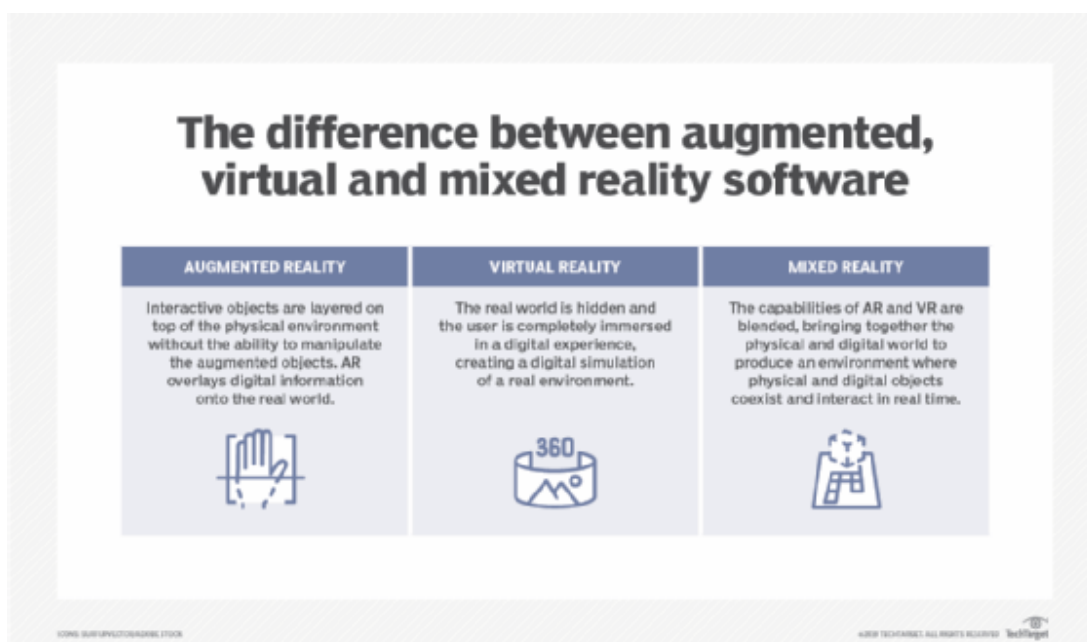 The difference between augmented,
virtual and mixed reality software
AUGMENTED REALITY
Interactive objects are layered on
top of the physical environment
without the ability to manipulate
the augmented objects. AR
overlays digital information
onto the real world.
VIRTUAL REALITY
The real world is hidden and
the user is completely immersed
in a digital experience,
creating a digital simulation
of a real environment.
360
MIXED REALITY
The capabilities of AR and VR are
blended, bringing together the
physical and digital world to
produce an environment where
physical and digital objects
coexist and interact in real time.
TECHTARGET. ALL RIGHTS RESERVED TechTarget